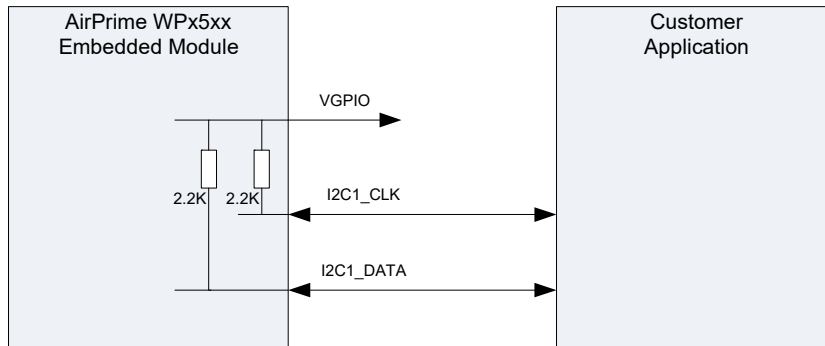 AirPrime WPx5xx
Embedded Module
Customer
Application
VGPIO
2.2K 2.2K
I2C1_CLK
I2C1_DATA